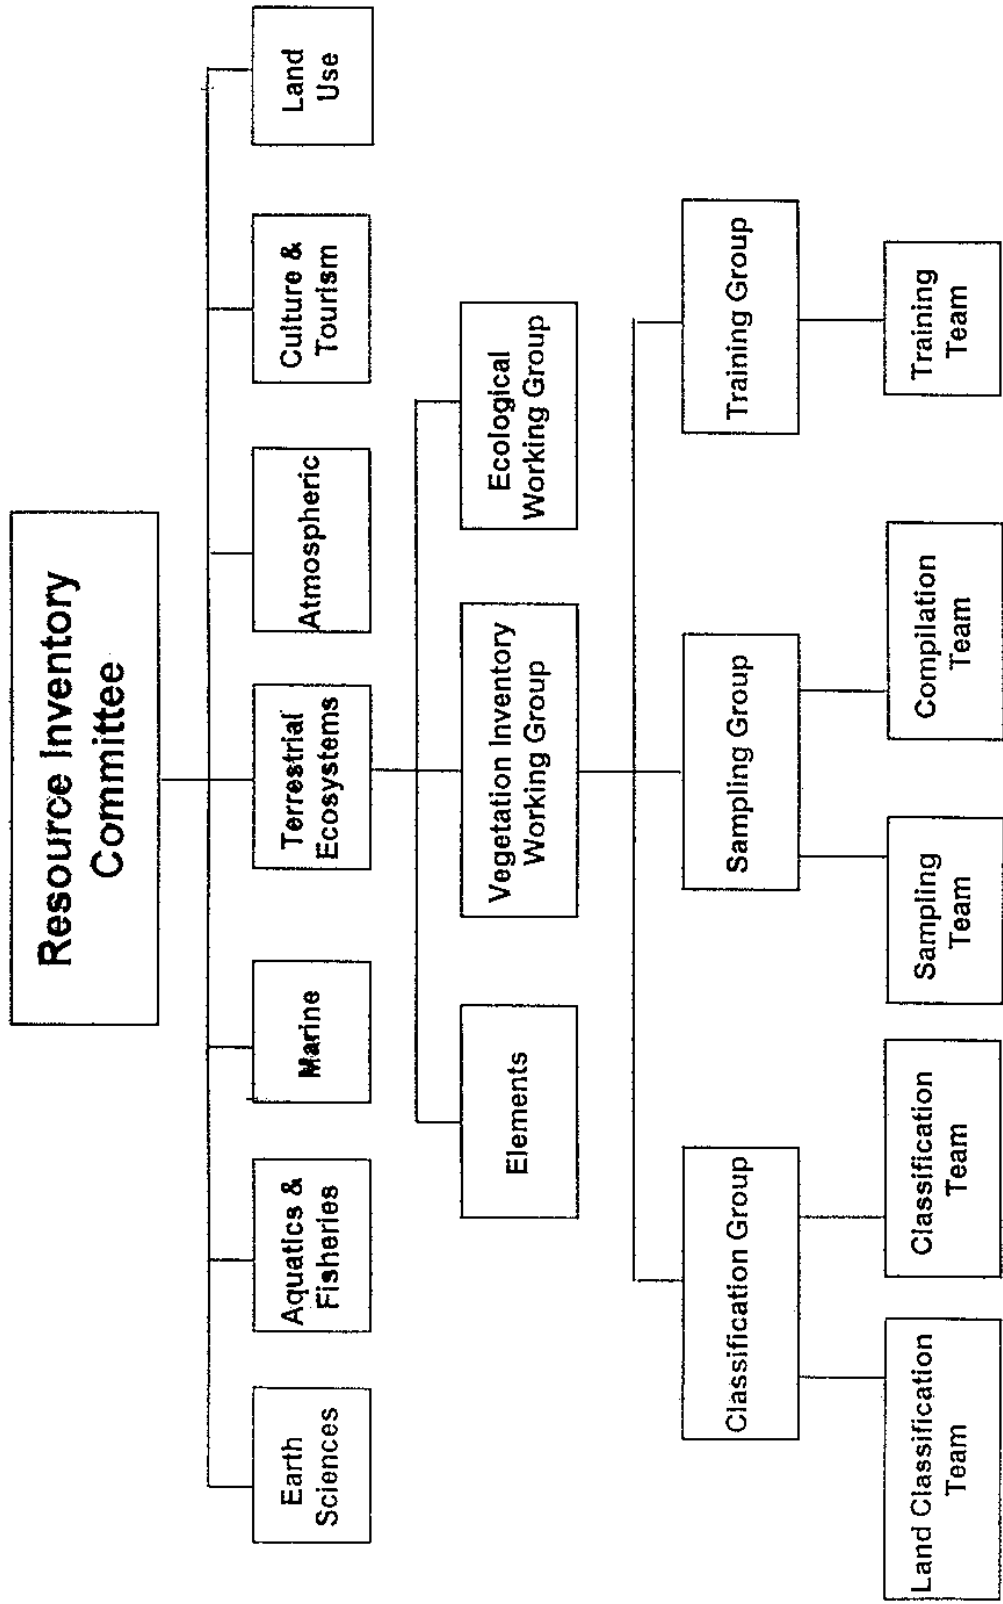 Resource Inventory
Committee
Earth
Sciences
Aquatics &
Fisheries
Marine
Terrestrial
Ecosystems
Atmospheric
Culture &
Tourism
Land
Use
Elements
Vegetation Inventory
Working Group
Ecological
Working Group
Classification Group
Sampling Group
Training Group
Land Classification
Team
Classification
Team
Sampling
Team
Compilation
Team
Training
Team